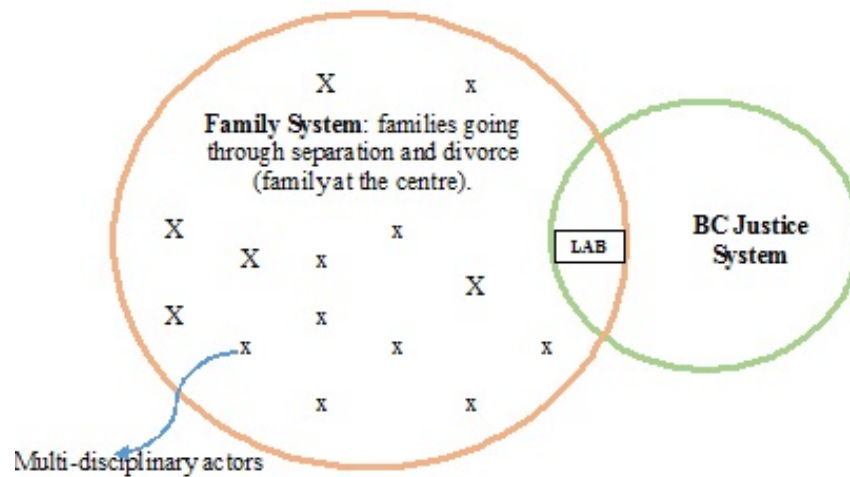 X x
Family System: families going
through separation and divorce
(family at the centre).
X x
X x
LAB
BC Justice
System
X
X x
x x x
x x
Multi-disciplinary actors